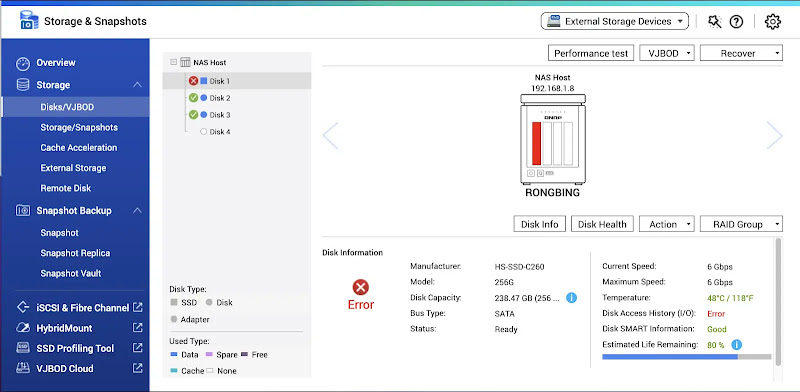 Storage & Snapshots
External Storage Devices
Overview
Storage
Disks/VJBOD
Storage/Snapshots
Cache Acceleration
External Storage
Remote Disk
Snapshot Backup
Snapshot
Snapshot Replica
Snapshot Vault
iSCSI & Fibre Channel
HybridMount
SSD Profiling Tool
VJBOD Cloud
NAS Host
Disk 1
Disk 2
Disk 3
Disk 4
Disk Type:
SSD Disk
Adapter
Used Type:
Data Spare Free
Cache None
Performance test VJBOD Recover
NAS Host
192.168.1.8
QNAP
RONGBING
Disk Info Disk Health Action RAID Group
Disk Information
Error
Manufacturer: HS-SSD-C260
Model: 256G
Disk Capacity: 238.47 GB (256 ...
Bus Type: SATA
Status: Ready
Current Speed: 6 Gbps
Maximum Speed: 6 Gbps
Temperature: 48°C / 118°F
Disk Access History (I/O): Error
Disk SMART Information: Good
Estimated Life Remaining: 80 %